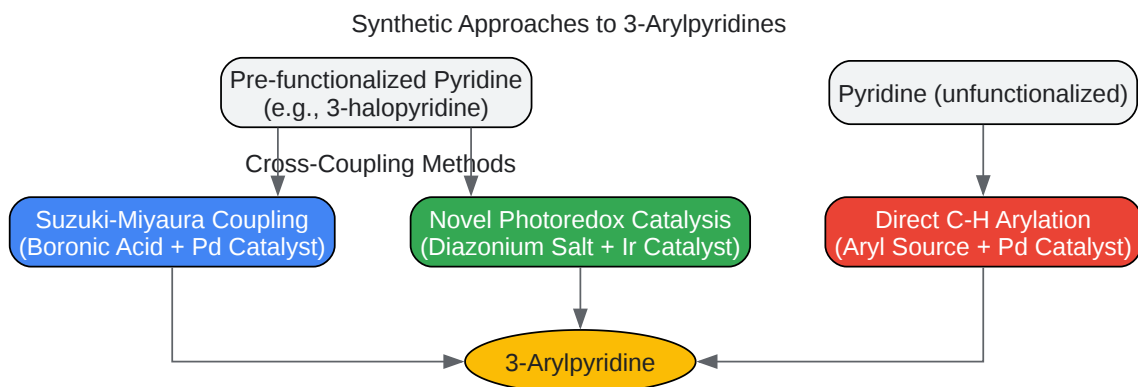 Synthetic Approaches to 3-Arylpyridines
Pre-functionalized Pyridine
(e.g., 3-halopyridine)
Pyridine (unfunctionalized)
Cross-Coupling Methods
Suzuki-Miyaura Coupling
(Boronic Acid + Pd Catalyst)
Novel Photoredox Catalysis
(Diazonium Salt + Ir Catalyst)
Direct C-H Arylation
(Aryl Source + Pd Catalyst)
3-Arylpyridine